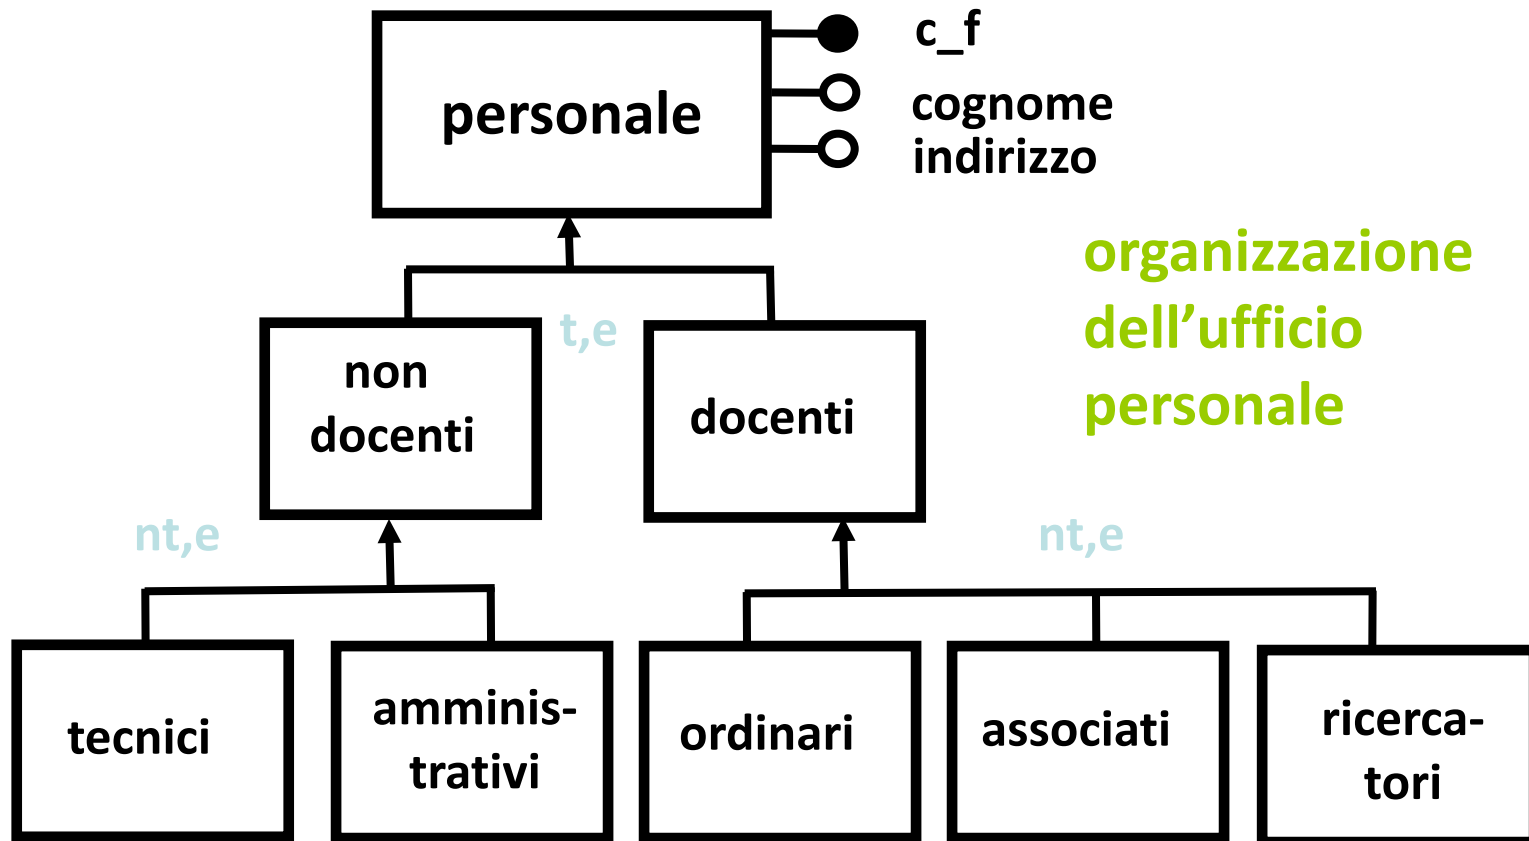 personale
c_f
cognome
indirizzo
organizzazione
dell’ufficio
personale
t,e
non
docenti
docenti
nt,e
nt,e
tecnici
amminis-
trativi
ordinari
associati
ricerca-
tori